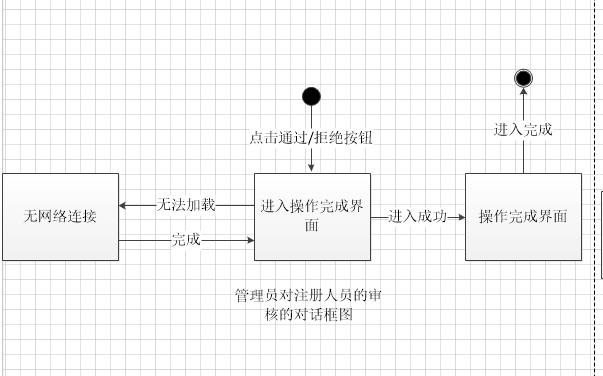 进入完成
点击通过/拒绝按钮
无网络连接
无法加载
完成
进入操作完成界
面
进入成功
操作完成界面
管理员对注册人员的审
核的对话框图